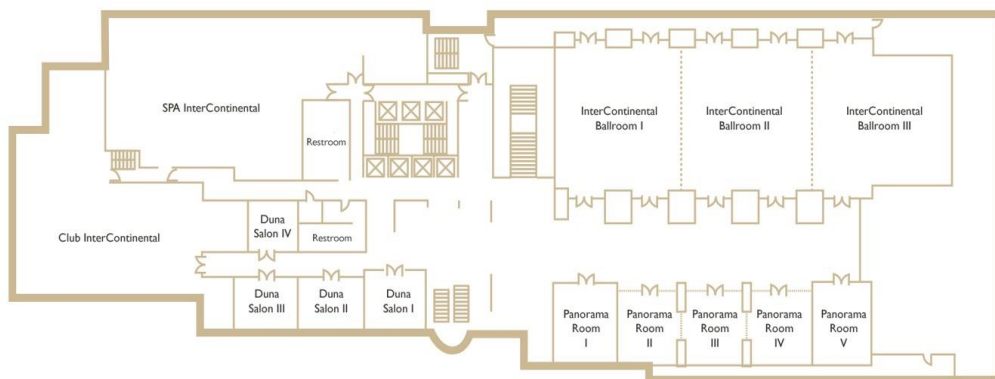 SPA InterContinental
Restroom
InterContinental
Ballroom I
InterContinental
Ballroom II
InterContinental
Ballroom III
Club InterContinental
Duna
Salon IV
Restroom
Duna
Salon III
Duna
Salon II
Duna
Salon I
Panorama
Room
I
Panorama
Room
II
Panorama
Room
III
Panorama
Room
IV
Panorama
Room
V